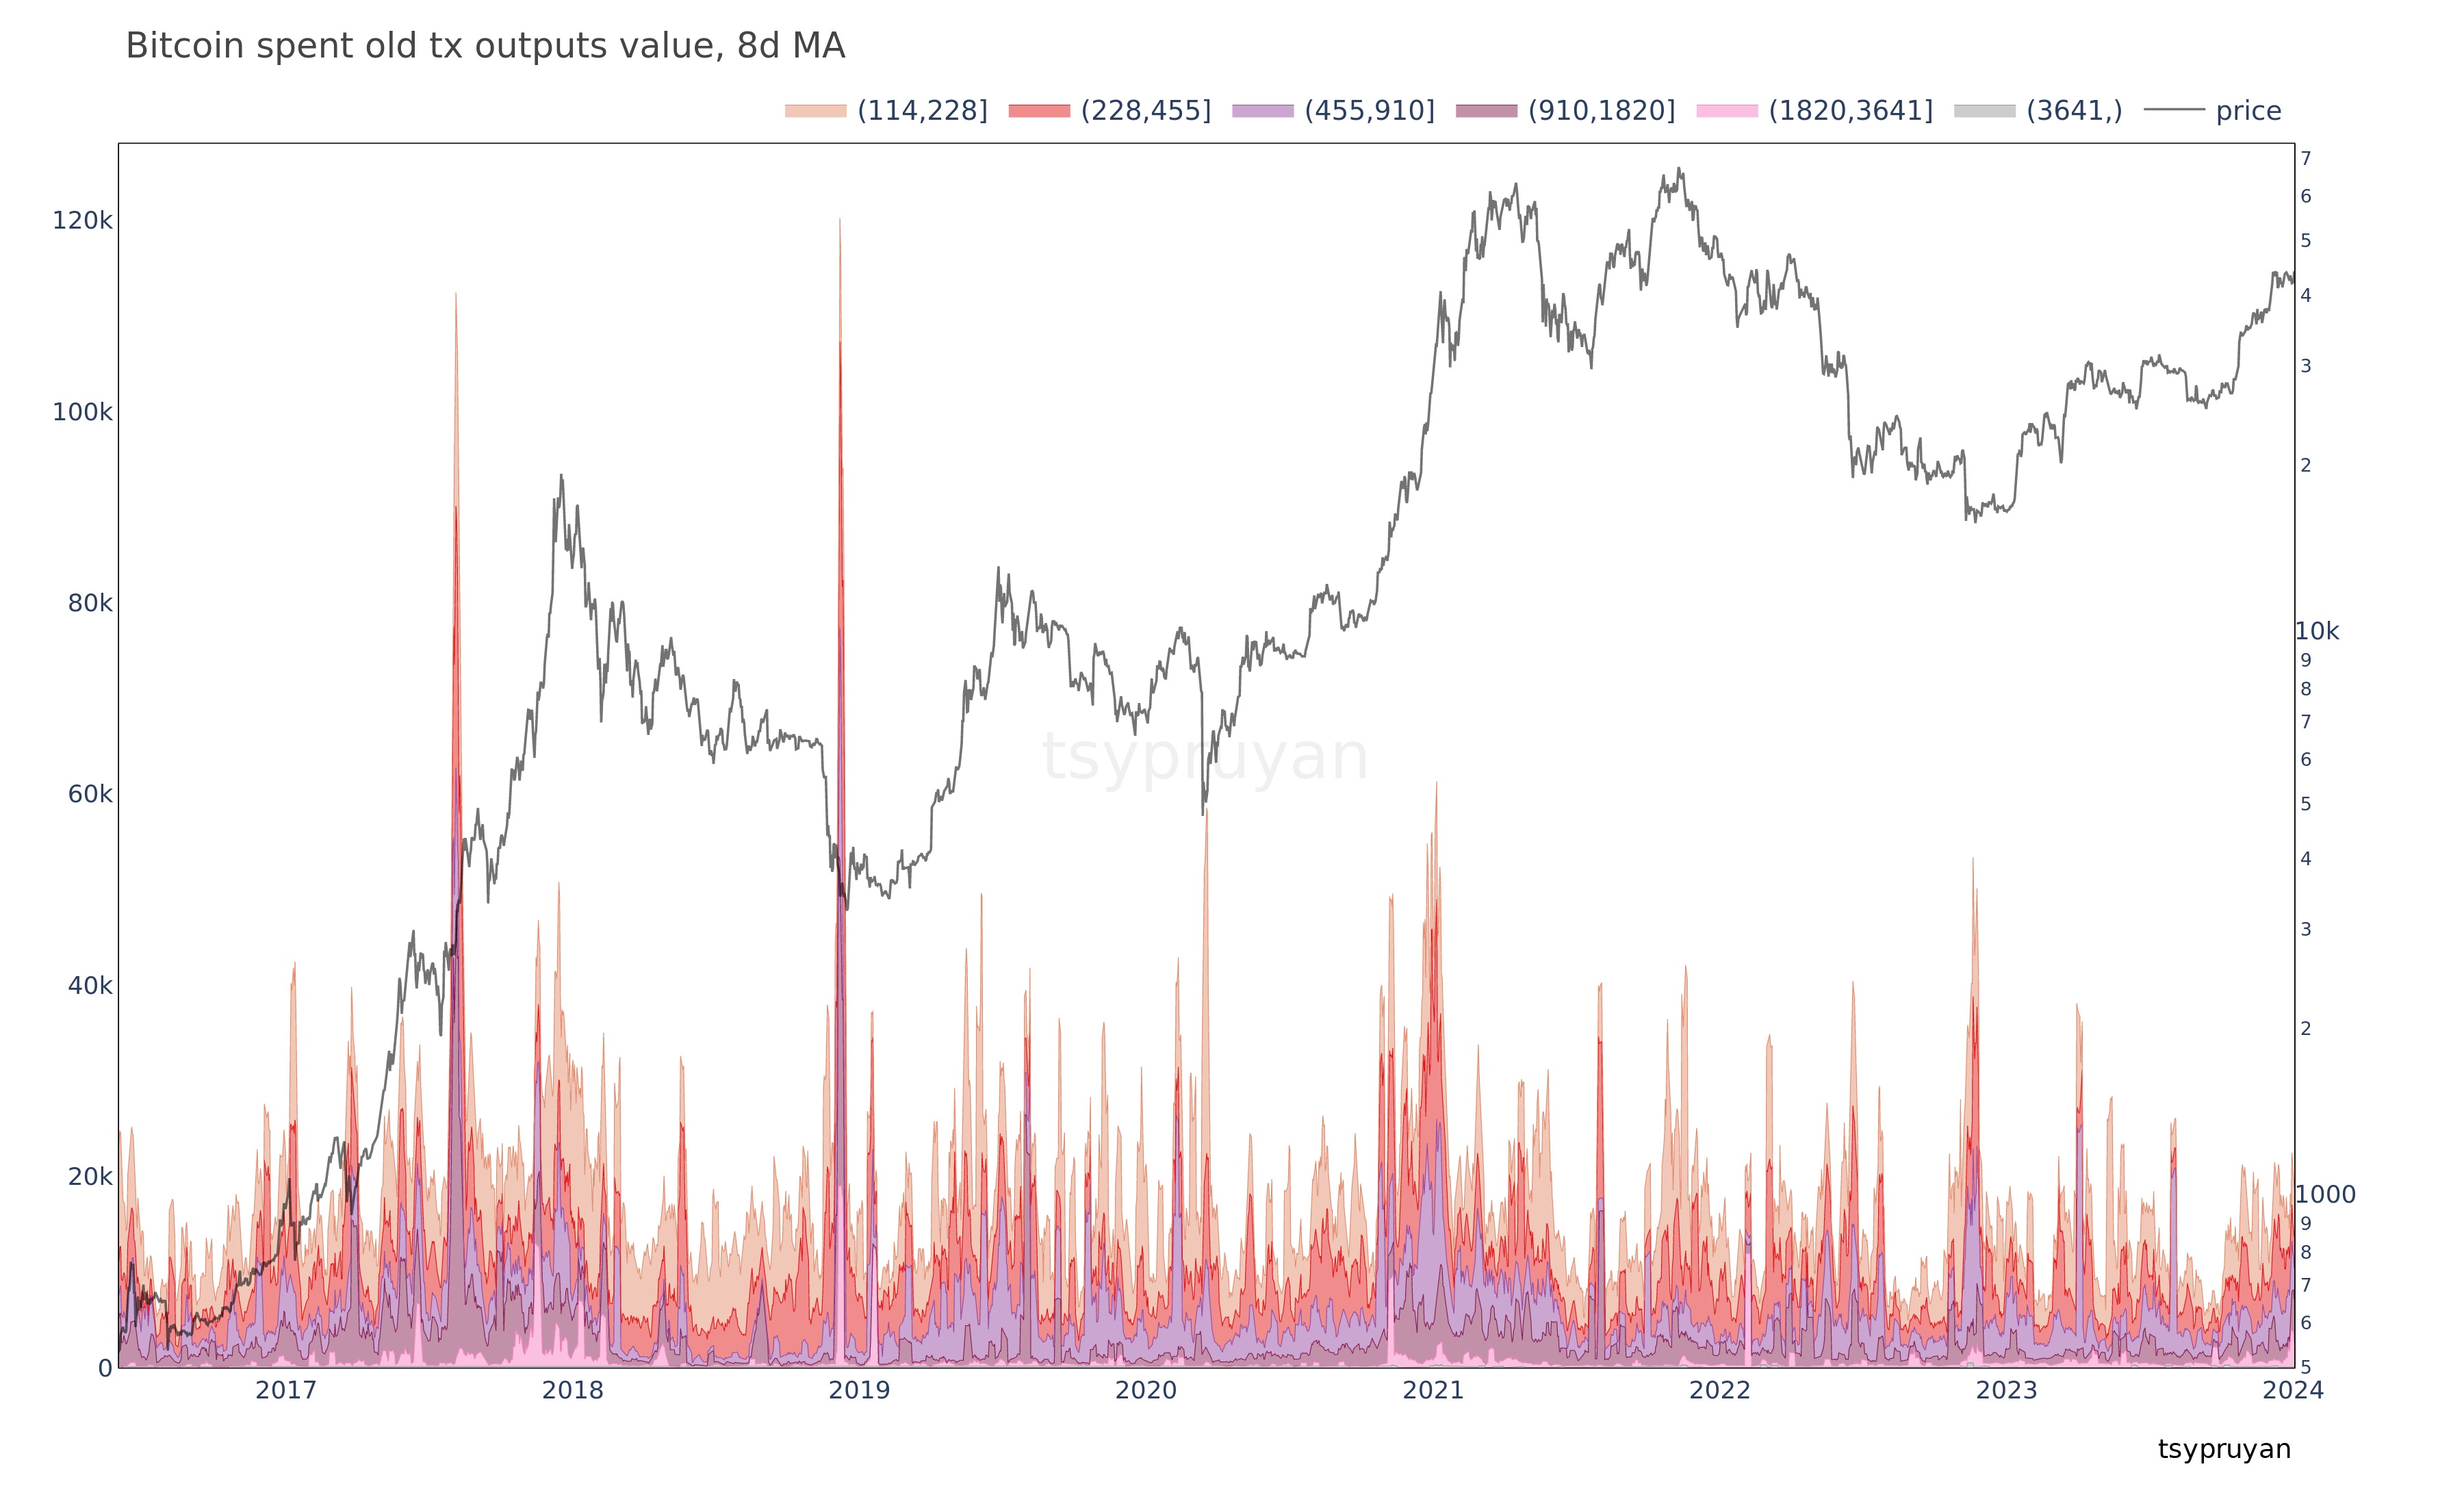 Bitcoin spent old tx outputs value, 8d MA
(114,228] (228,455] (455,910] (910,1820] (1820,3641] (3641,) price
120k
100k
80k
60k
40k
20k
0
7
6
5
4
3
2
10k
9
8
7
6
5
4
3
2
1000
9
8
7
6
5
tsypruyan
2017 2018 2019 2020 2021 2022 2023 2024
tsypruyan